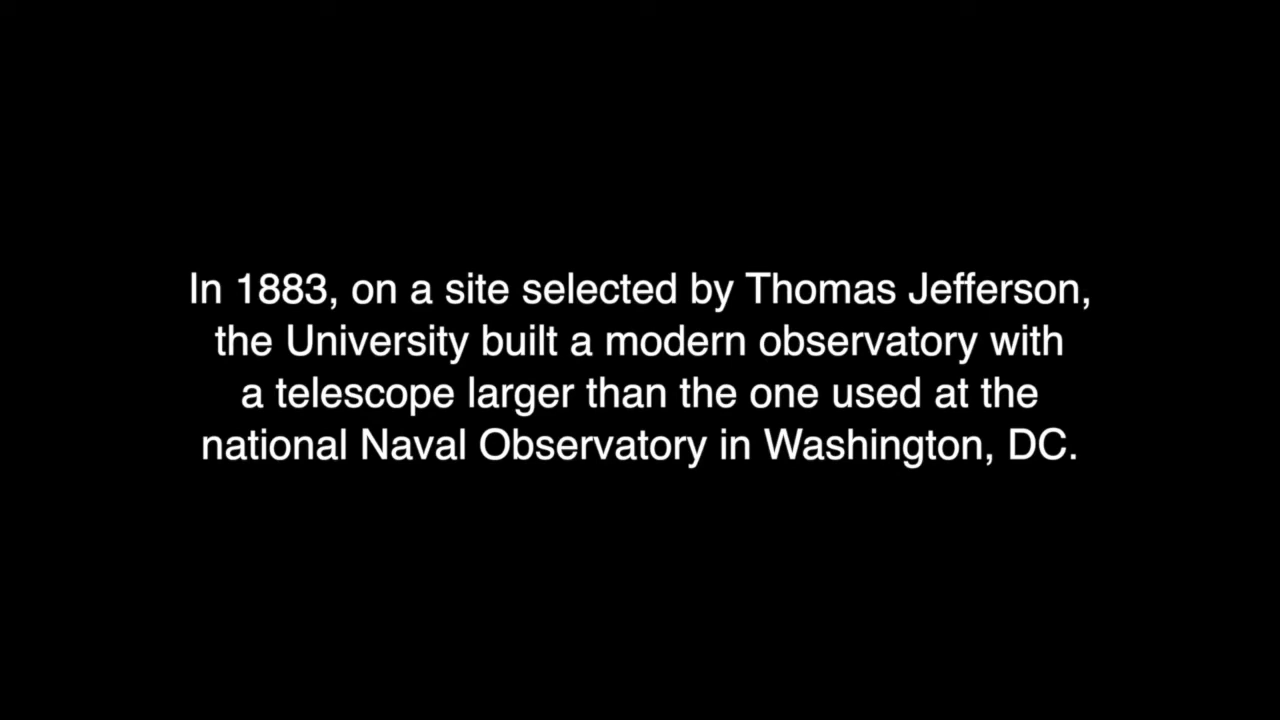 In 1883, on a site selected by Thomas Jefferson,
the University built a modern observatory with
a telescope larger than the one used at the
national Naval Observatory in Washington, DC.